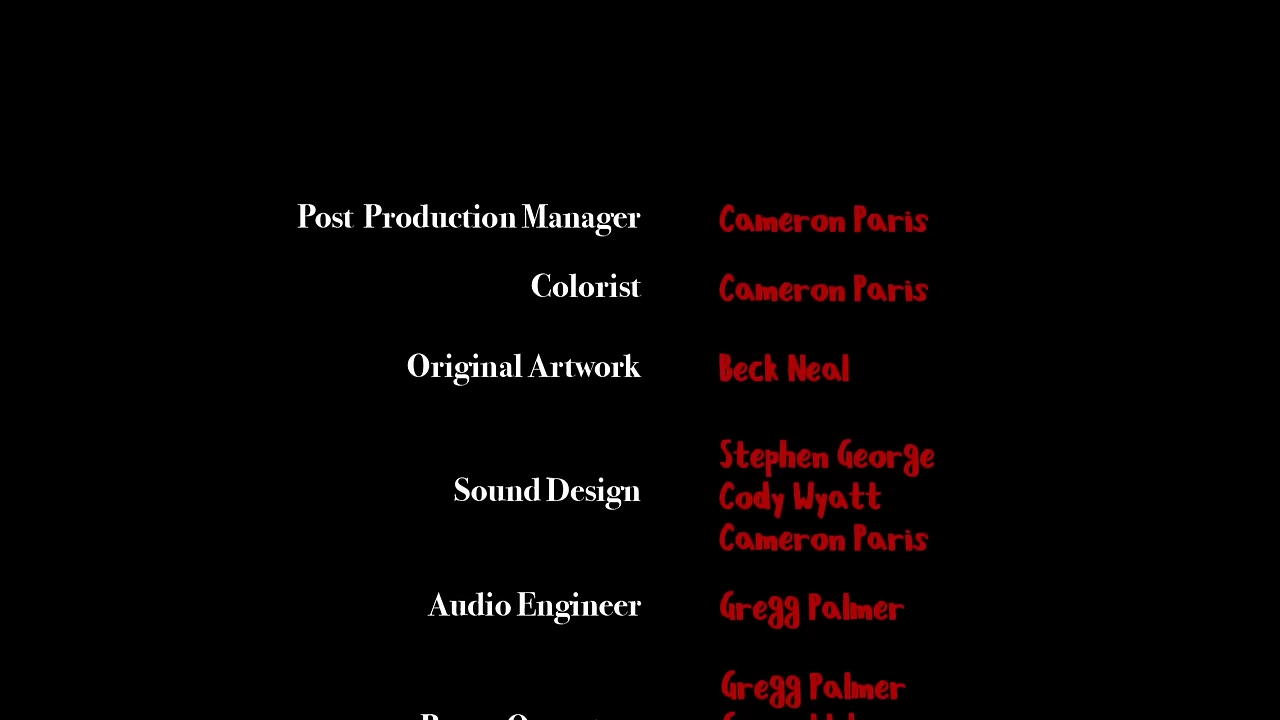 Post Production Manager Cameron Paris
Colorist Cameron Paris
Original Artwork Beck Neal
Stephen George
Sound Design Cody Wyatt
Cameron Paris
Audio Engineer Gregg Palmer
Gregg Palmer